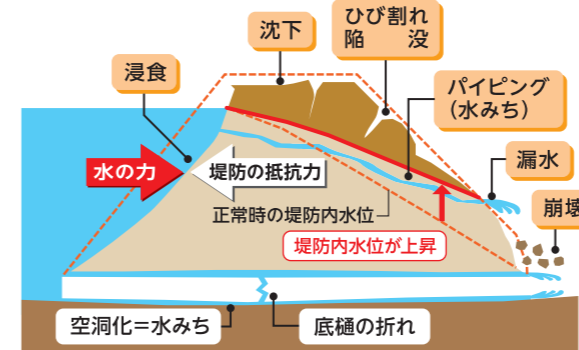 ひび割れ
陥 没
沈下
浸食
パイピング
(水みち)
漏水
水の力
堤防の抵抗力
正常時の堤防内水位
崩壊
堤防内水位が上昇
空洞化=水みち
底樋の折れ